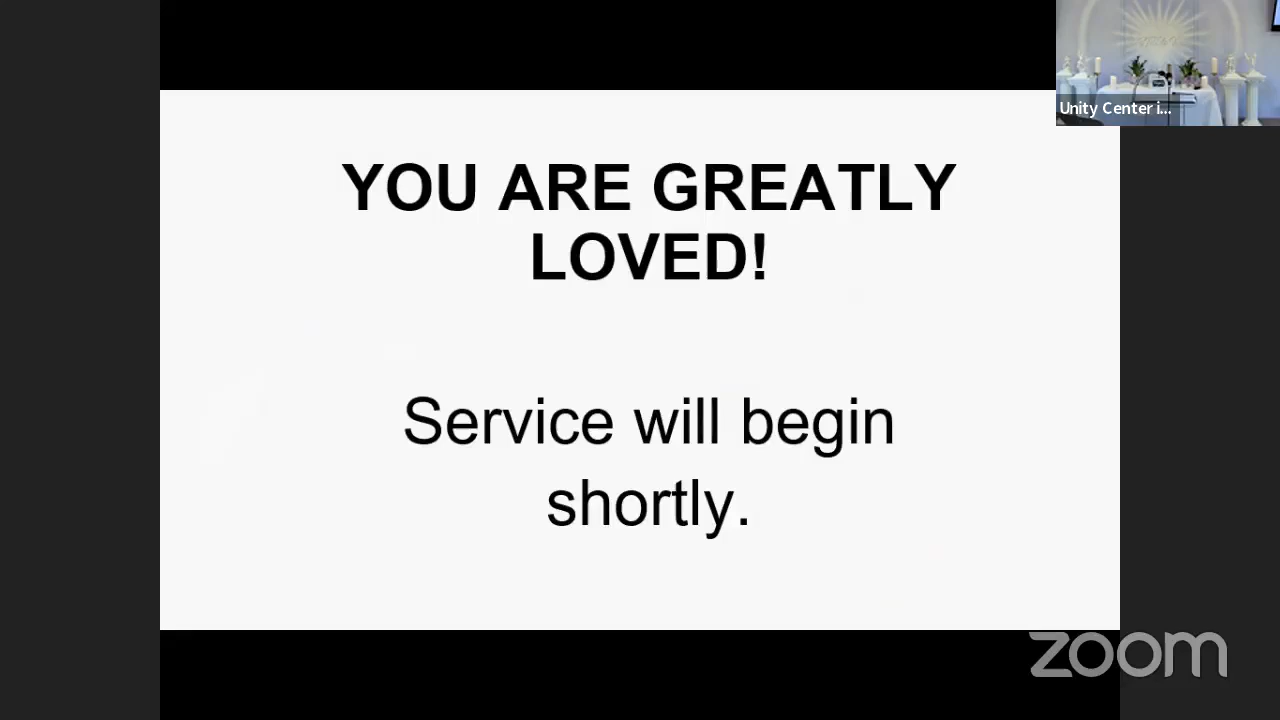 Unity Center i...
YOU ARE GREATLY
LOVED!
Service will begin
shortly.
zoom